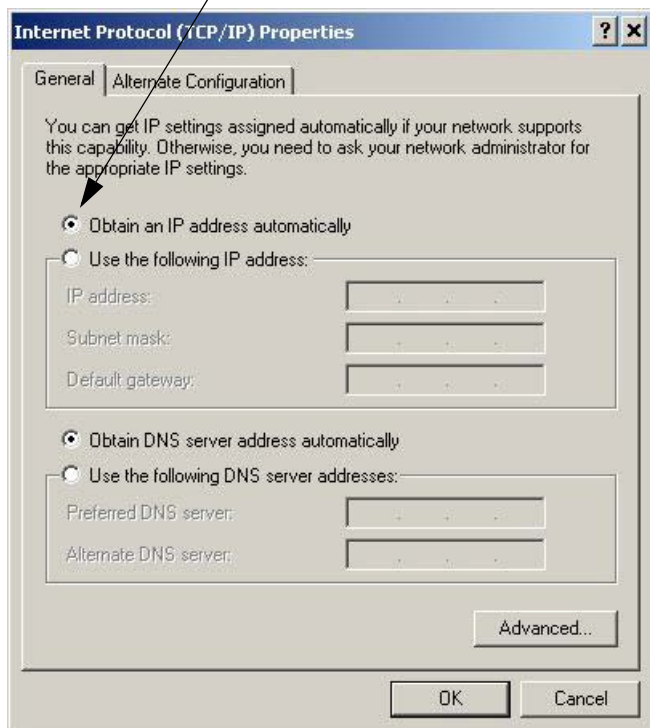 Internet Protocol (TCP/IP) Properties
General
Alternate Configuration
You can get IP settings assigned automatically if your network supports
this capability. Otherwise, you need to ask your network administrator for
the appropriate IP settings.
Obtain an IP address automatically
Use the following IP address:
IP address:
Subnet mask:
Default gateway:
Obtain DNS server address automatically
Use the following DNS server addresses:
Preferred DNS server:
Alternate DNS server:
Advanced...
OK
Cancel